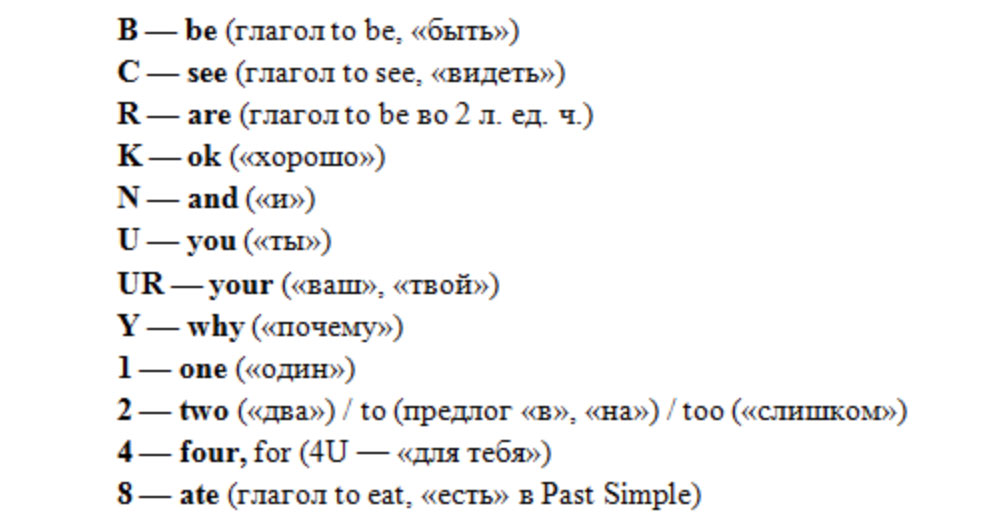 B — be (глагол to be, «быть»)
C — see (глагол to see, «видеть»)
R — are (глагол to be во 2 л. ед. ч.)
K — ok («хорошо»)
N — and («и»)
U — you («ты»)
UR — your («ваш», «твой»)
Y — why («почему»)
1 — one («один»)
2 — two («два») / to (предлог «в», «на») / too («слишком»)
4 — four, for (4U — «для тебя»)
8 — ate (глагол to eat, «есть» в Past Simple)